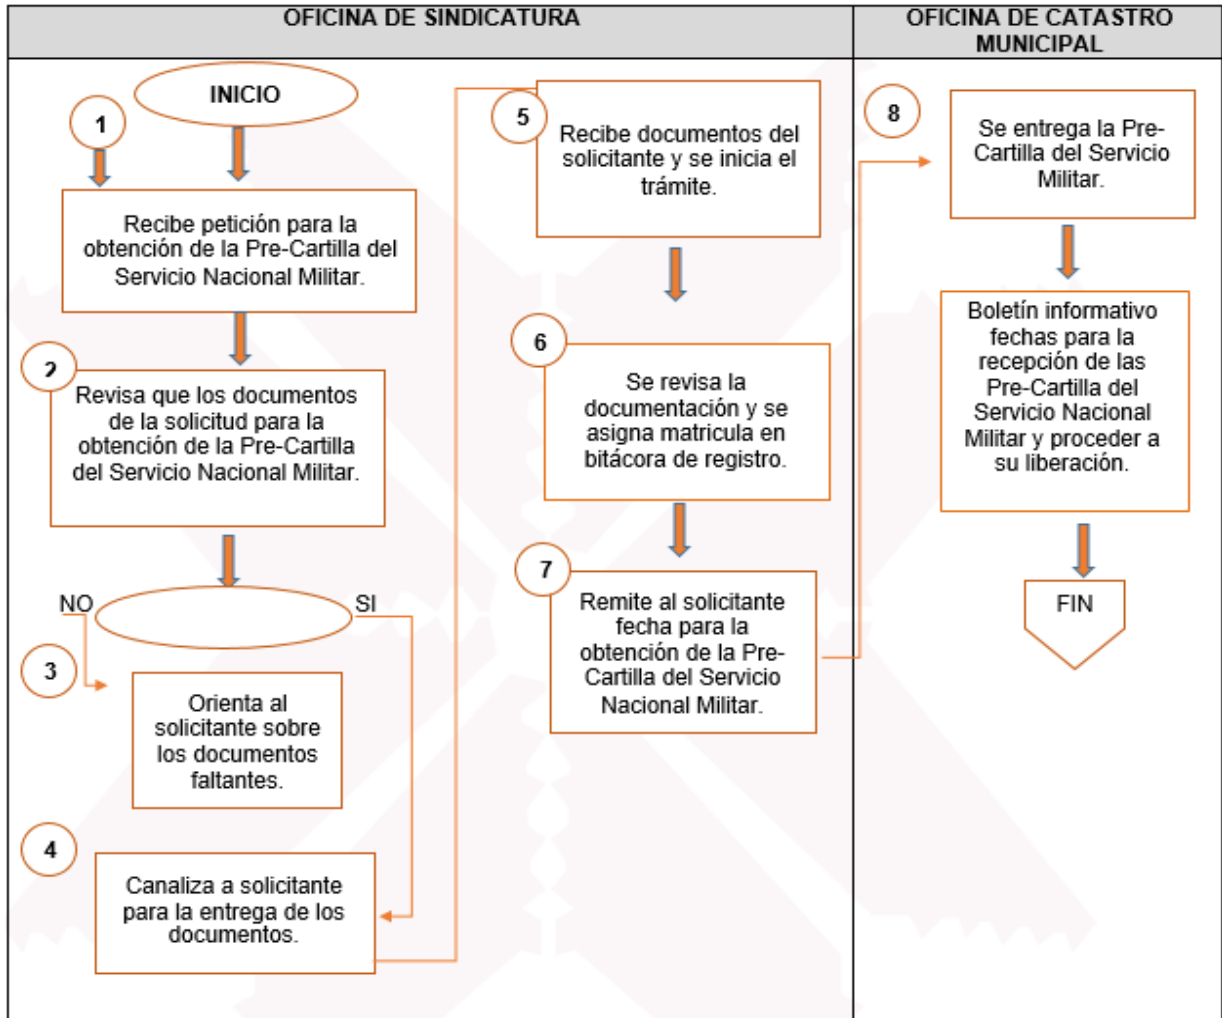 OFICINA DE SINDICATURA
OFICINA DE CATASTRO
MUNICIPAL
INICIO
1
Recibe petición para la
obtención de la Pre-Cartilla del
Servicio Nacional Militar.
2
Revisa que los documentos
de la solicitud para la
obtención de la Pre-Cartilla
del Servicio Nacional Militar.
NO
SI
3
Orienta al
solicitante sobre
los documentos
faltantes.
4
Canaliza a solicitante
para la entrega de los
documentos.
5
Recibe documentos del
solicitante y se inicia el
trámite.
6
Se revisa la
documentación y se
asigna matricula en
bitácora de registro.
7
Remite al solicitante
fecha para la
obtención de la Pre-
Cartilla del Servicio
Nacional Militar.
8
Se entrega la Pre-
Cartilla del Servicio
Militar.
Boletín informativo
fechas para la
recepción de las
Pre-Cartilla del
Servicio Nacional
Militar y proceder a
su liberación.
FIN